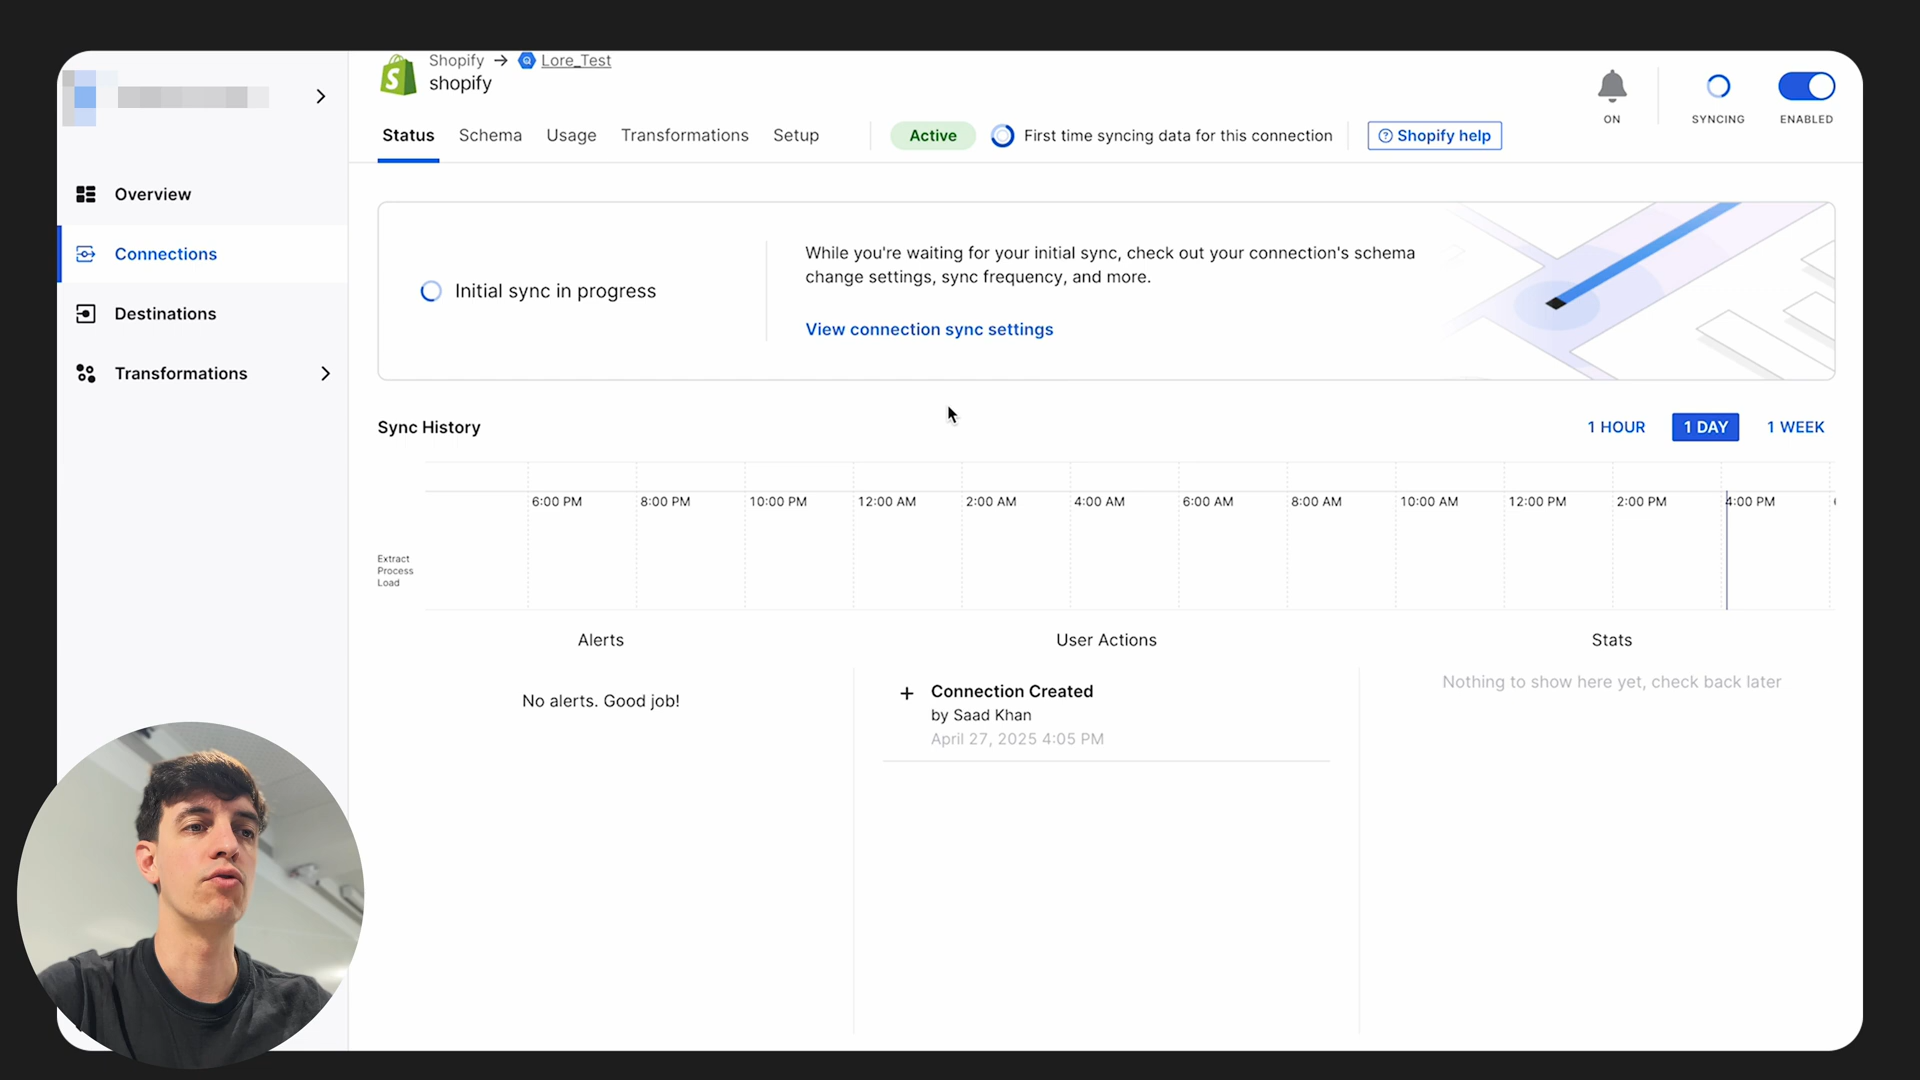 Shopify → Lore_Test
shopify
ON
SYNCING
ENABLED
Status
Schema
Usage
Transformations
Setup
Active
First time syncing data for this connection
Shopify help
Overview
Connections
Destinations
Transformations
Initial sync in progress
While you're waiting for your initial sync, check out your connection's schema
change settings, sync frequency, and more.
View connection sync settings
Sync History
1 HOUR
1 DAY
1 WEEK
6:00 PM
8:00 PM
10:00 PM
12:00 AM
2:00 AM
4:00 AM
6:00 AM
8:00 AM
10:00 AM
12:00 PM
2:00 PM
4:00 PM
Extract
Process
Load
Alerts
No alerts. Good job!
User Actions
Connection Created
by Saad Khan
April 27, 2025 4:05 PM
Stats
Nothing to show here yet, check back later